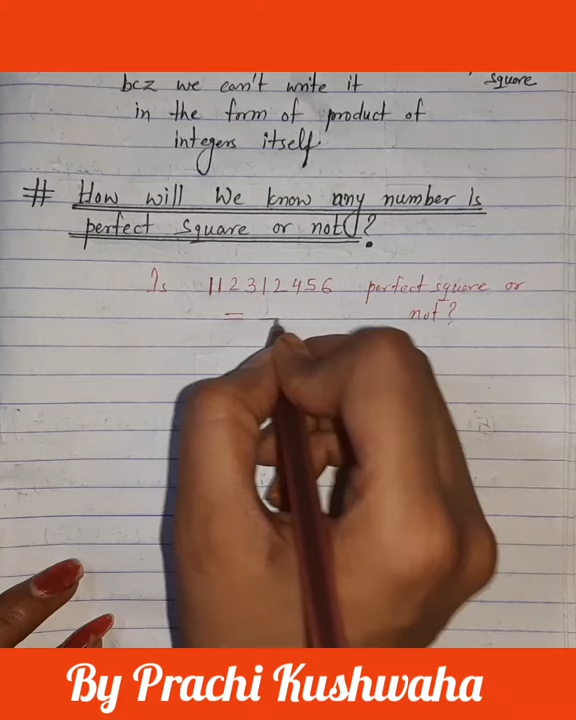 square
bcz we can't write it
in the form of product of
integers itself.
# How will We know any number is
perfect square or not?
Is 112312456 perfect square or
not?
=
By Prachi Kushwaha